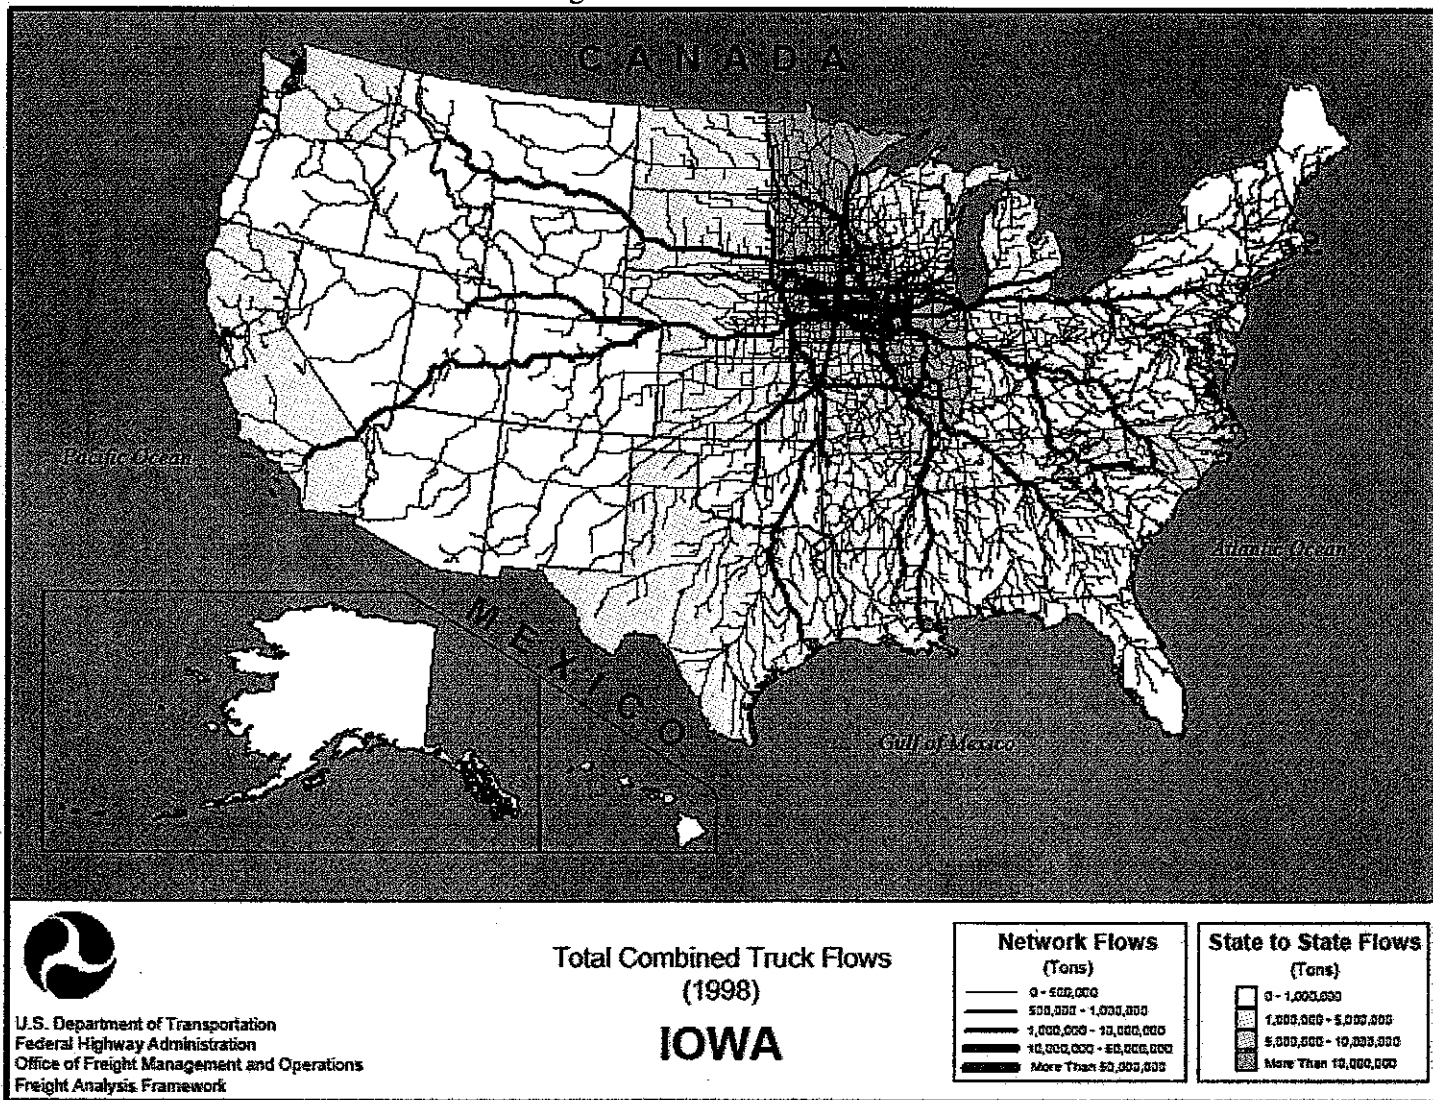 CANADA
Pacific Ocean
Atlantic Ocean
MEXICO
Gulf of Mexico
U.S. Department of Transportation
Federal Highway Administration
Office of Freight Management and Operations
Freight Analysis Framework
Total Combined Truck Flows
(1998)
IOWA
Network Flows
(Tons)
0 - 500,000
500,000 - 1,000,000
1,000,000 - 10,000,000
10,000,000 - 50,000,000
More Than 50,000,000
State to State Flows
(Tons)
0 - 1,000,000
1,000,000 - 5,000,000
5,000,000 - 10,000,000
More Than 10,000,000